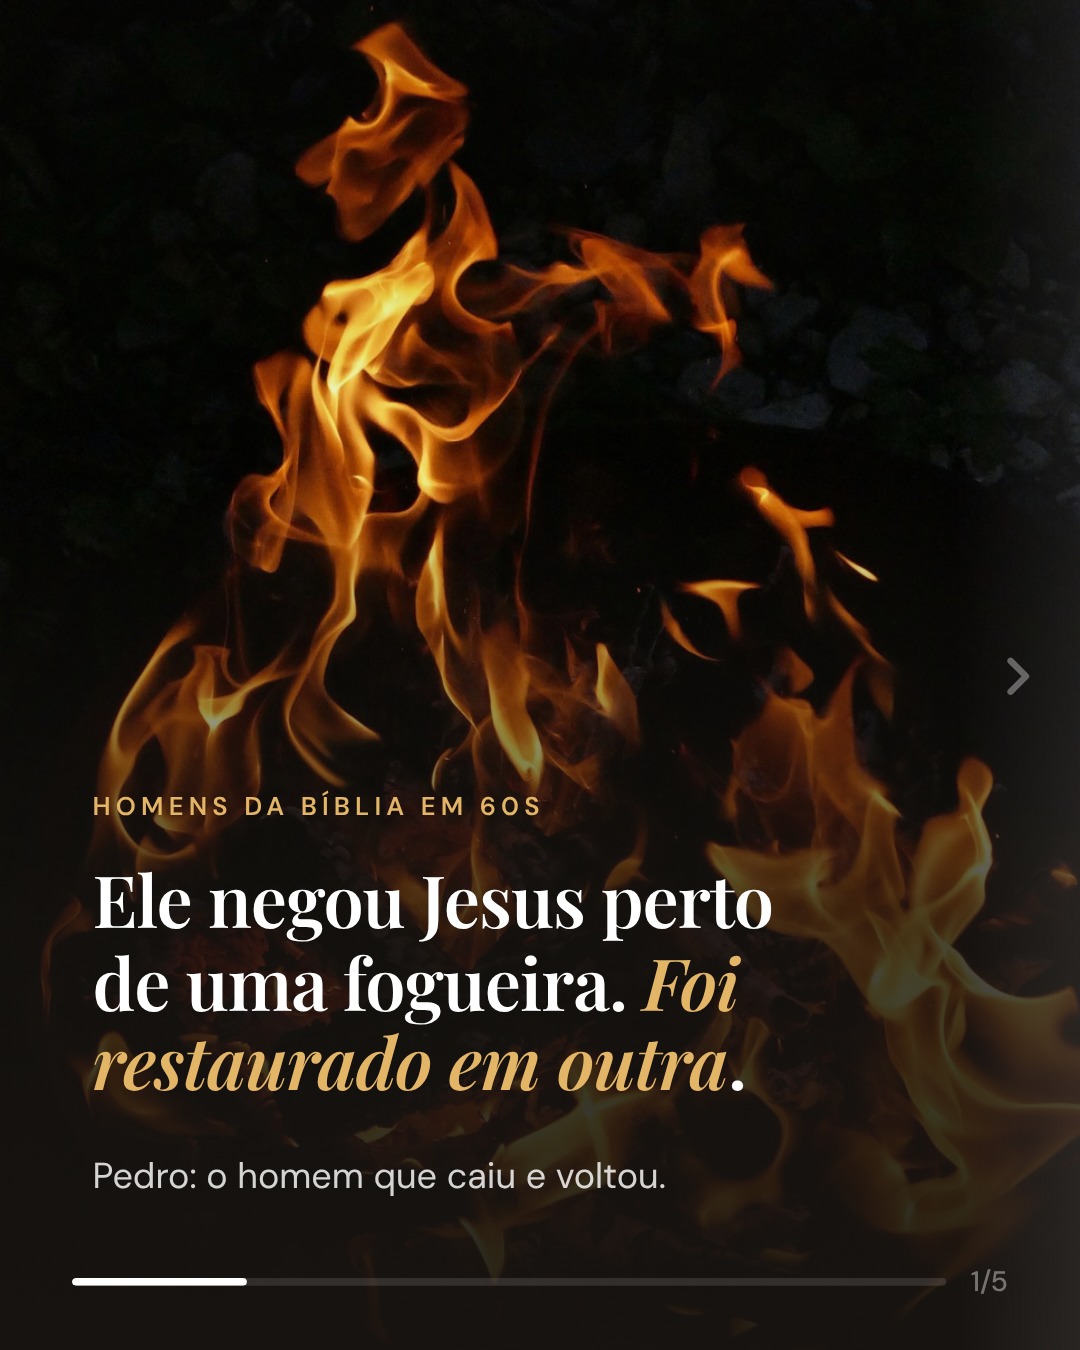 HOMENS DA BÍBLIA EM 60S
Ele negou Jesus perto
de uma fogueira. Foi
restaurado em outra.
Pedro: o homem que caiu e voltou.
1/5